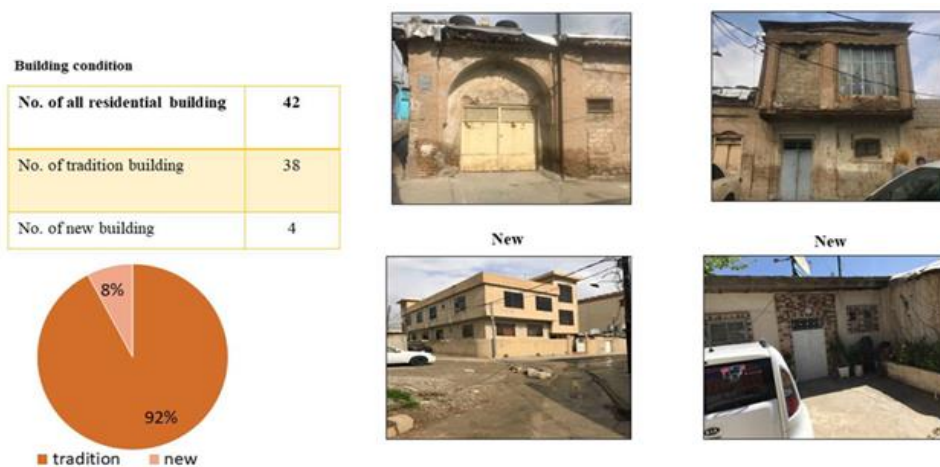 Building condition
No. of all residential building 42
No. of tradition building 38
No. of new building 4
8%
92%
tradition new
New
New